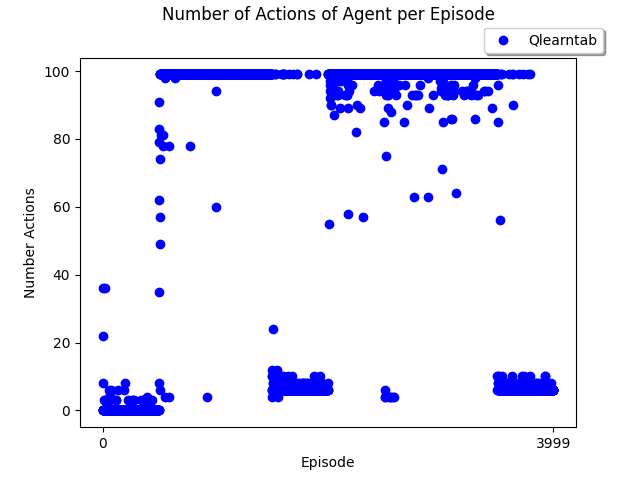 Number of Actions of Agent per Episode
Qlearntab
100
80
60
40
20
0
Number Actions
0
3999
Episode